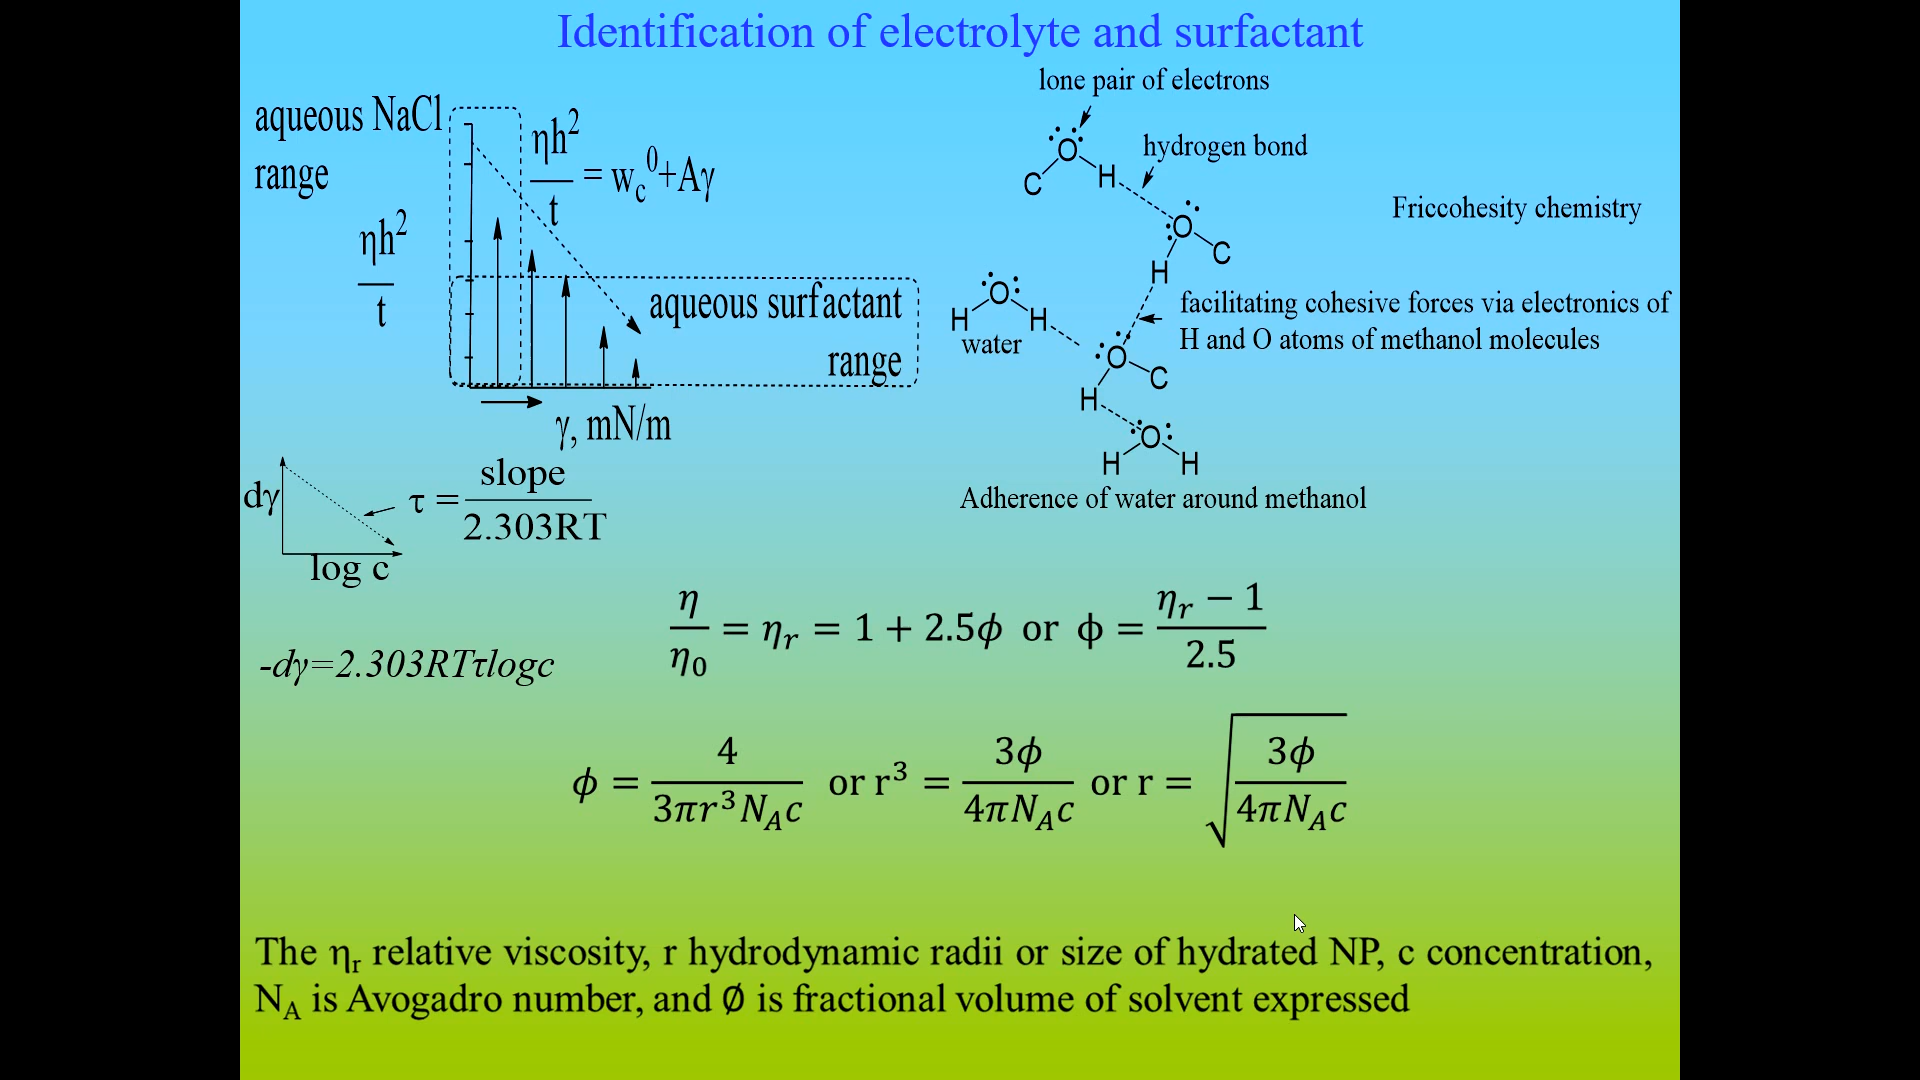 Identification of electrolyte and surfactant
aqueous NaCl
range
ηh²/t
ηh²/t = w_c⁰+Aγ
aqueous surfactant
range
γ, mN/m
dγ
log c
τ = slope/2.303RT
-dγ=2.303RTτlogc
lone pair of electrons
O
C
H
hydrogen bond
O
C
H
Friccohesity chemistry
O
H
H
water
facilitating cohesive forces via electronics of
H and O atoms of methanol molecules
O
C
H
O
H
H
Adherence of water around methanol
η/η₀ = η_r = 1 + 2.5ϕ or ϕ = (η_r − 1)/2.5
ϕ = 4/(3πr³N_Ac) or r³ = 3ϕ/(4πN_Ac) or r = √(3ϕ/(4πN_Ac))
The η_r relative viscosity, r hydrodynamic radii or size of hydrated NP, c concentration,
N_A is Avogadro number, and Ø is fractional volume of solvent expressed